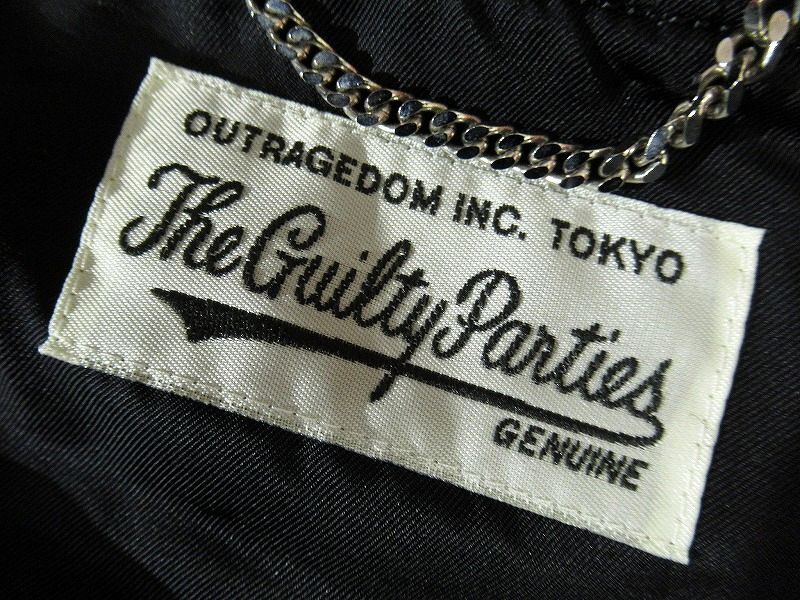 OUTRAGEDOM INC. TOKYO
The Guilty Parties
GENUINE